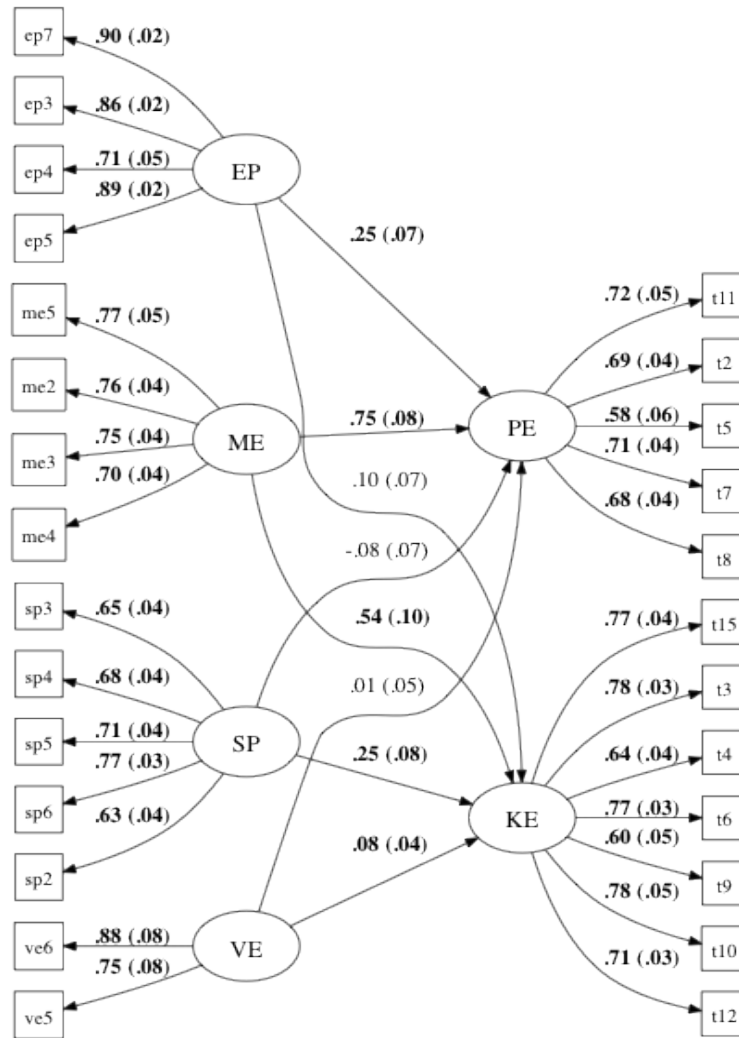 ep7
.90 (.02)
ep3
.86 (.02)
ep4
.71 (.05)
.89 (.02)
ep5
EP
.25 (.07)
me5
.77 (.05)
me2
.76 (.04)
me3
.75 (.04)
.70 (.04)
me4
ME
.75 (.08)
.10 (.07)
-.08 (.07)
.54 (.10)
.01 (.05)
sp3
.65 (.04)
sp4
.68 (.04)
sp5
.71 (.04)
.77 (.03)
sp6
.63 (.04)
sp2
SP
.25 (.08)
.08 (.04)
ve6
.88 (.08)
.75 (.08)
ve5
VE
PE
.72 (.05)
t11
.69 (.04)
t2
.58 (.06)
t5
.71 (.04)
t7
.68 (.04)
t8
KE
.77 (.04)
t15
.78 (.03)
t3
.64 (.04)
t4
.77 (.03)
t6
.60 (.05)
t9
.78 (.05)
t10
.71 (.03)
t12